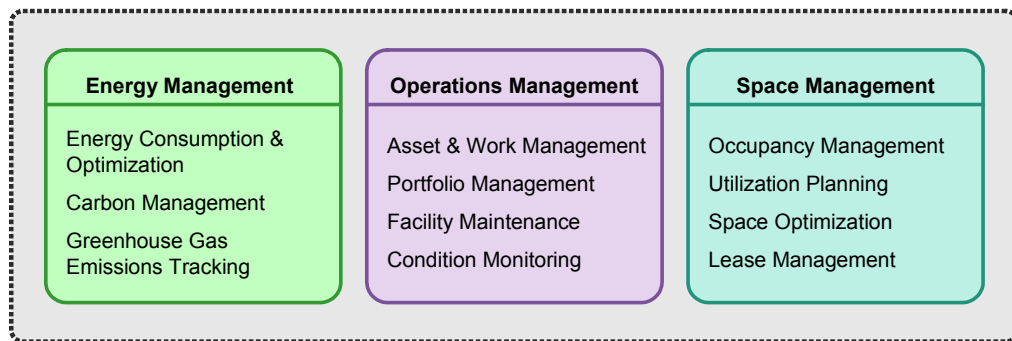 Energy Management
Energy Consumption &
Optimization
Carbon Management
Greenhouse Gas
Emissions Tracking
Operations Management
Asset & Work Management
Portfolio Management
Facility Maintenance
Condition Monitoring
Space Management
Occupancy Management
Utilization Planning
Space Optimization
Lease Management